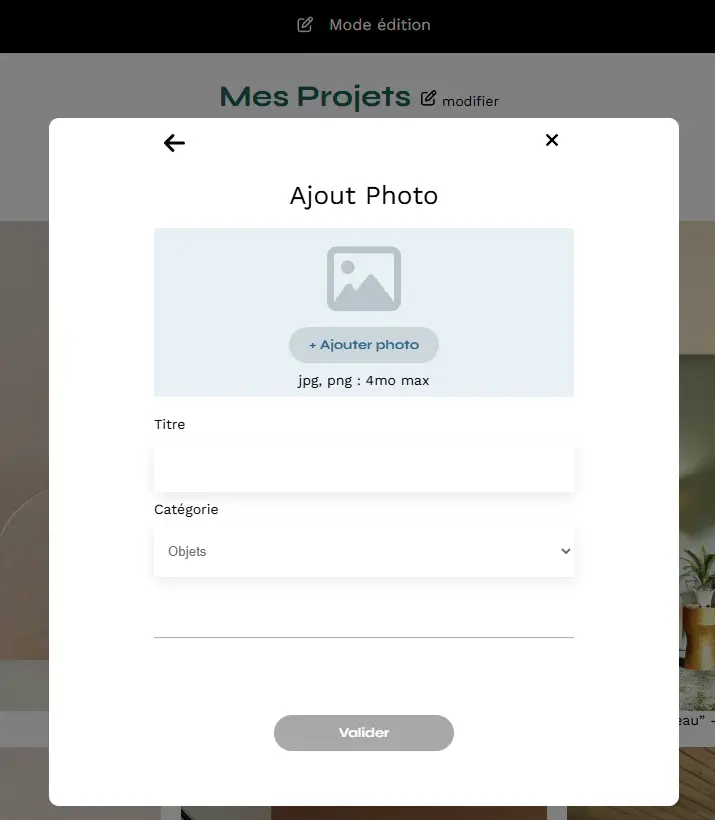 Mode édition
Mes Projets modifier
Ajout Photo
+ Ajouter photo
jpg, png : 4mo max
Titre
Catégorie
Objets
eau” -
Valider